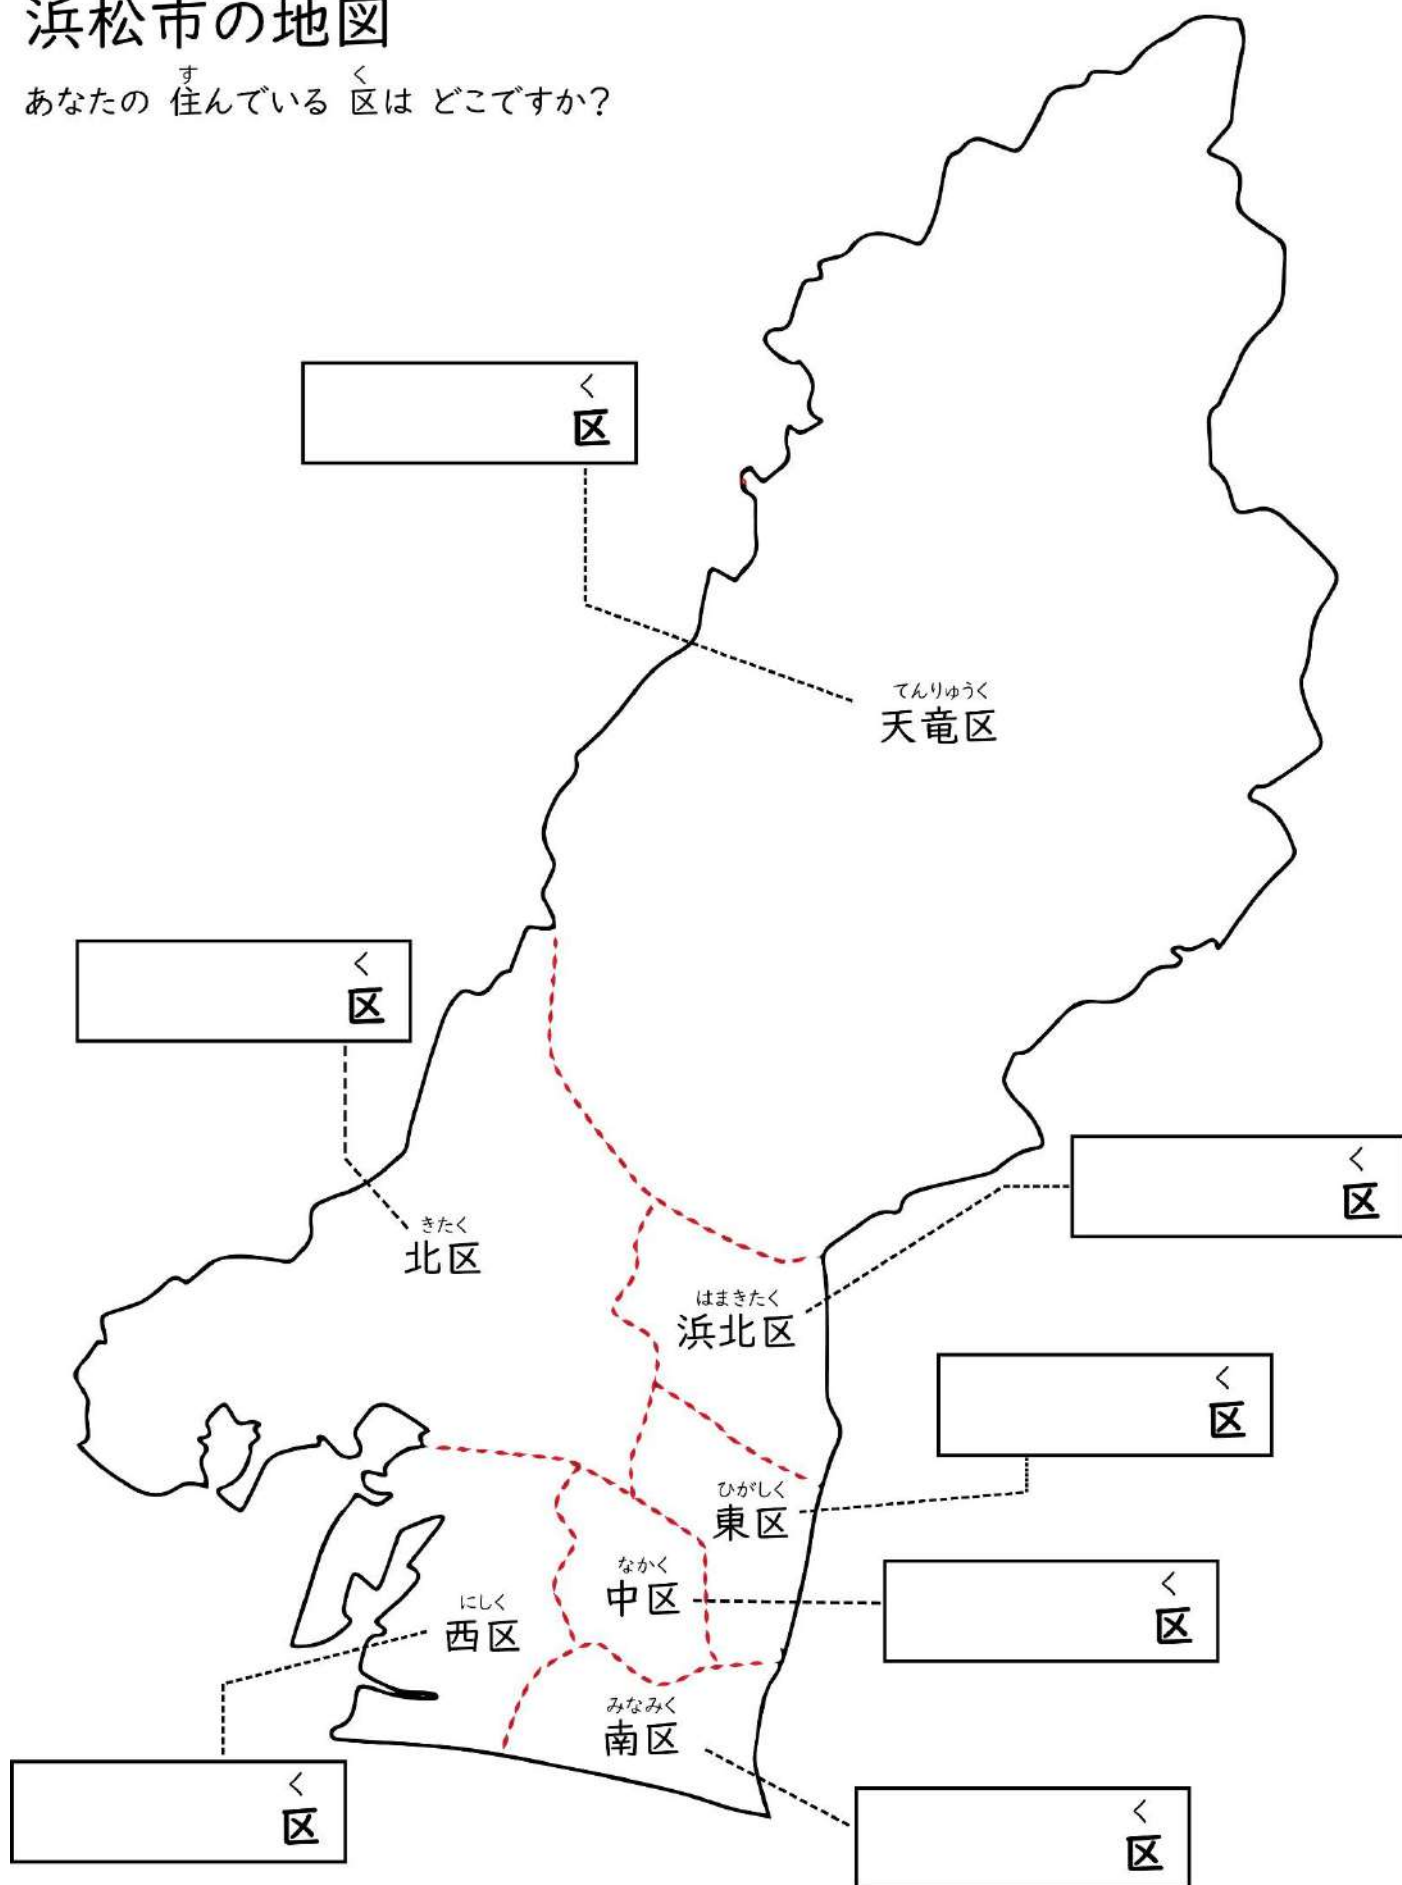 浜松市の地図
す く
あなたの 住んでいる 区は どこですか?
く
区
てんりゅうく
天竜区
く
区
きたく
北区
く
区
はまきたく
浜北区
く
区
ひがしく
東区
なかく
中区
く
区
にしく
西区
みなみく
南区
く
区
く
区